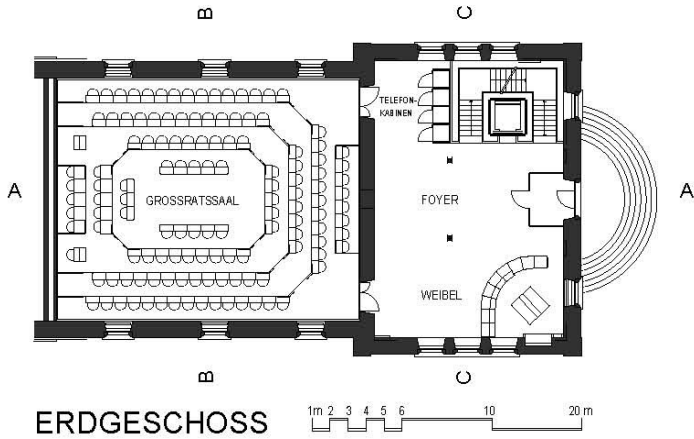 B
C
TELEFON-
KABINEN
A
GROSSRATSSAAL
FOYER
A
WEIBEL
B
C
ERDGESCHOSS
1m 2 3 4 5 6 10 20 m